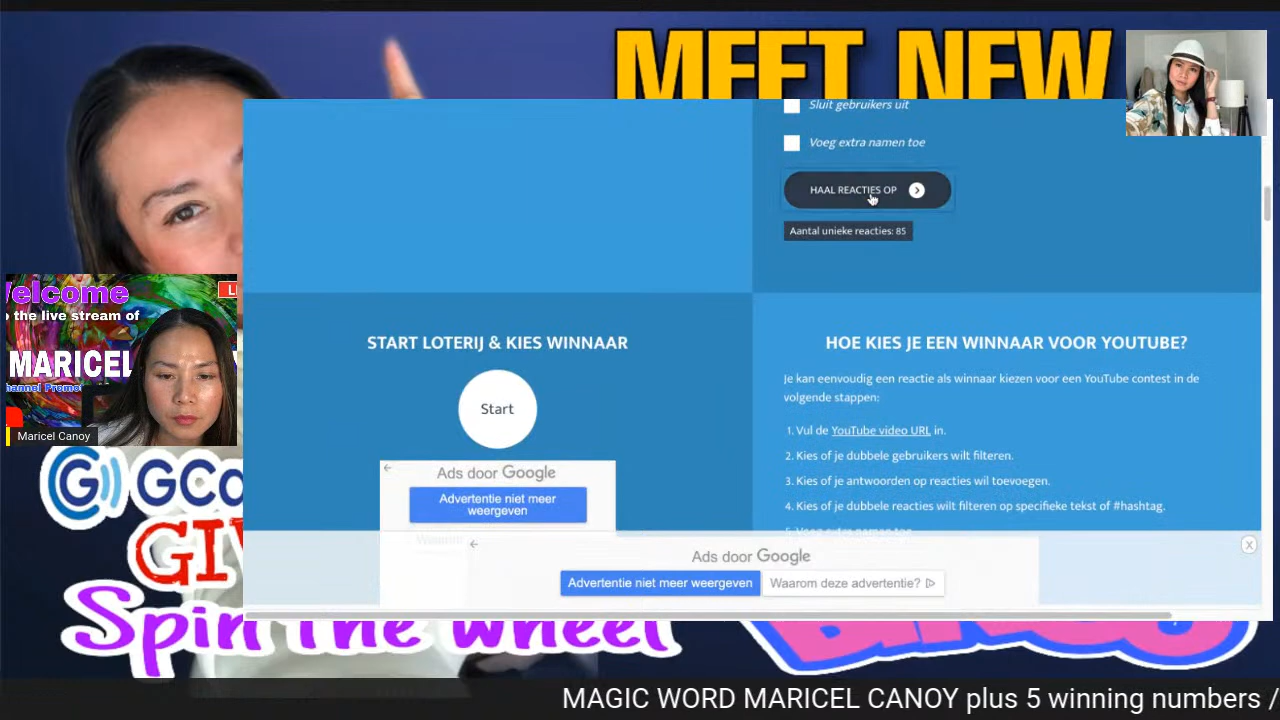 MEET NEW
Sluit gebruikers uit
Voeg extra namen toe
HAAL REACTIES OP
Aantal unieke reacties: 85
START LOTERIJ & KIES WINNAAR
Start
Ads door Google
Advertentie niet meer
weergeven
HOE KIES JE EEN WINNAAR VOOR YOUTUBE?
Je kan eenvoudig een reactie als winnaar kiezen voor een YouTube contest in de
volgende stappen:
1. Vul de YouTube video URL in.
2. Kies of je dubbele gebruikers wilt filteren.
3. Kies of je antwoorden op reacties wil toevoegen.
4. Kies of je dubbele reacties wilt filteren op specifieke tekst of #hashtag.
5. Voeg extra namen toe
Ads door Google
X
Advertentie niet meer weergeven
Waarom deze advertentie?
Welcome
the live stream of
MARICEL
Maricel Canoy
Spin the wheel
MAGIC WORD MARICEL CANOY plus 5 winning numbers /